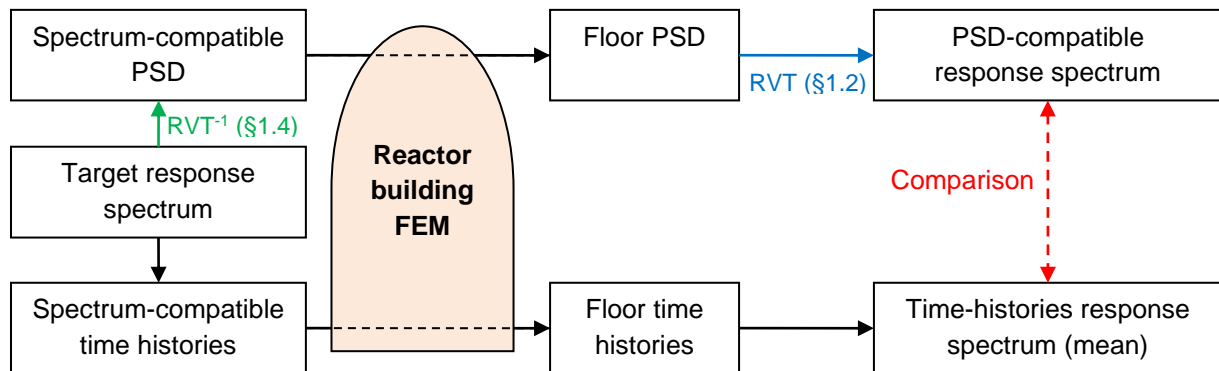 Spectrum-compatible
PSD
Floor PSD
PSD-compatible
response spectrum
RVT (§1.2)
RVT-1 (§1.4)
Target response
spectrum
Reactor
building
FEM
Comparison
Spectrum-compatible
time histories
Floor time
histories
Time-histories response
spectrum (mean)